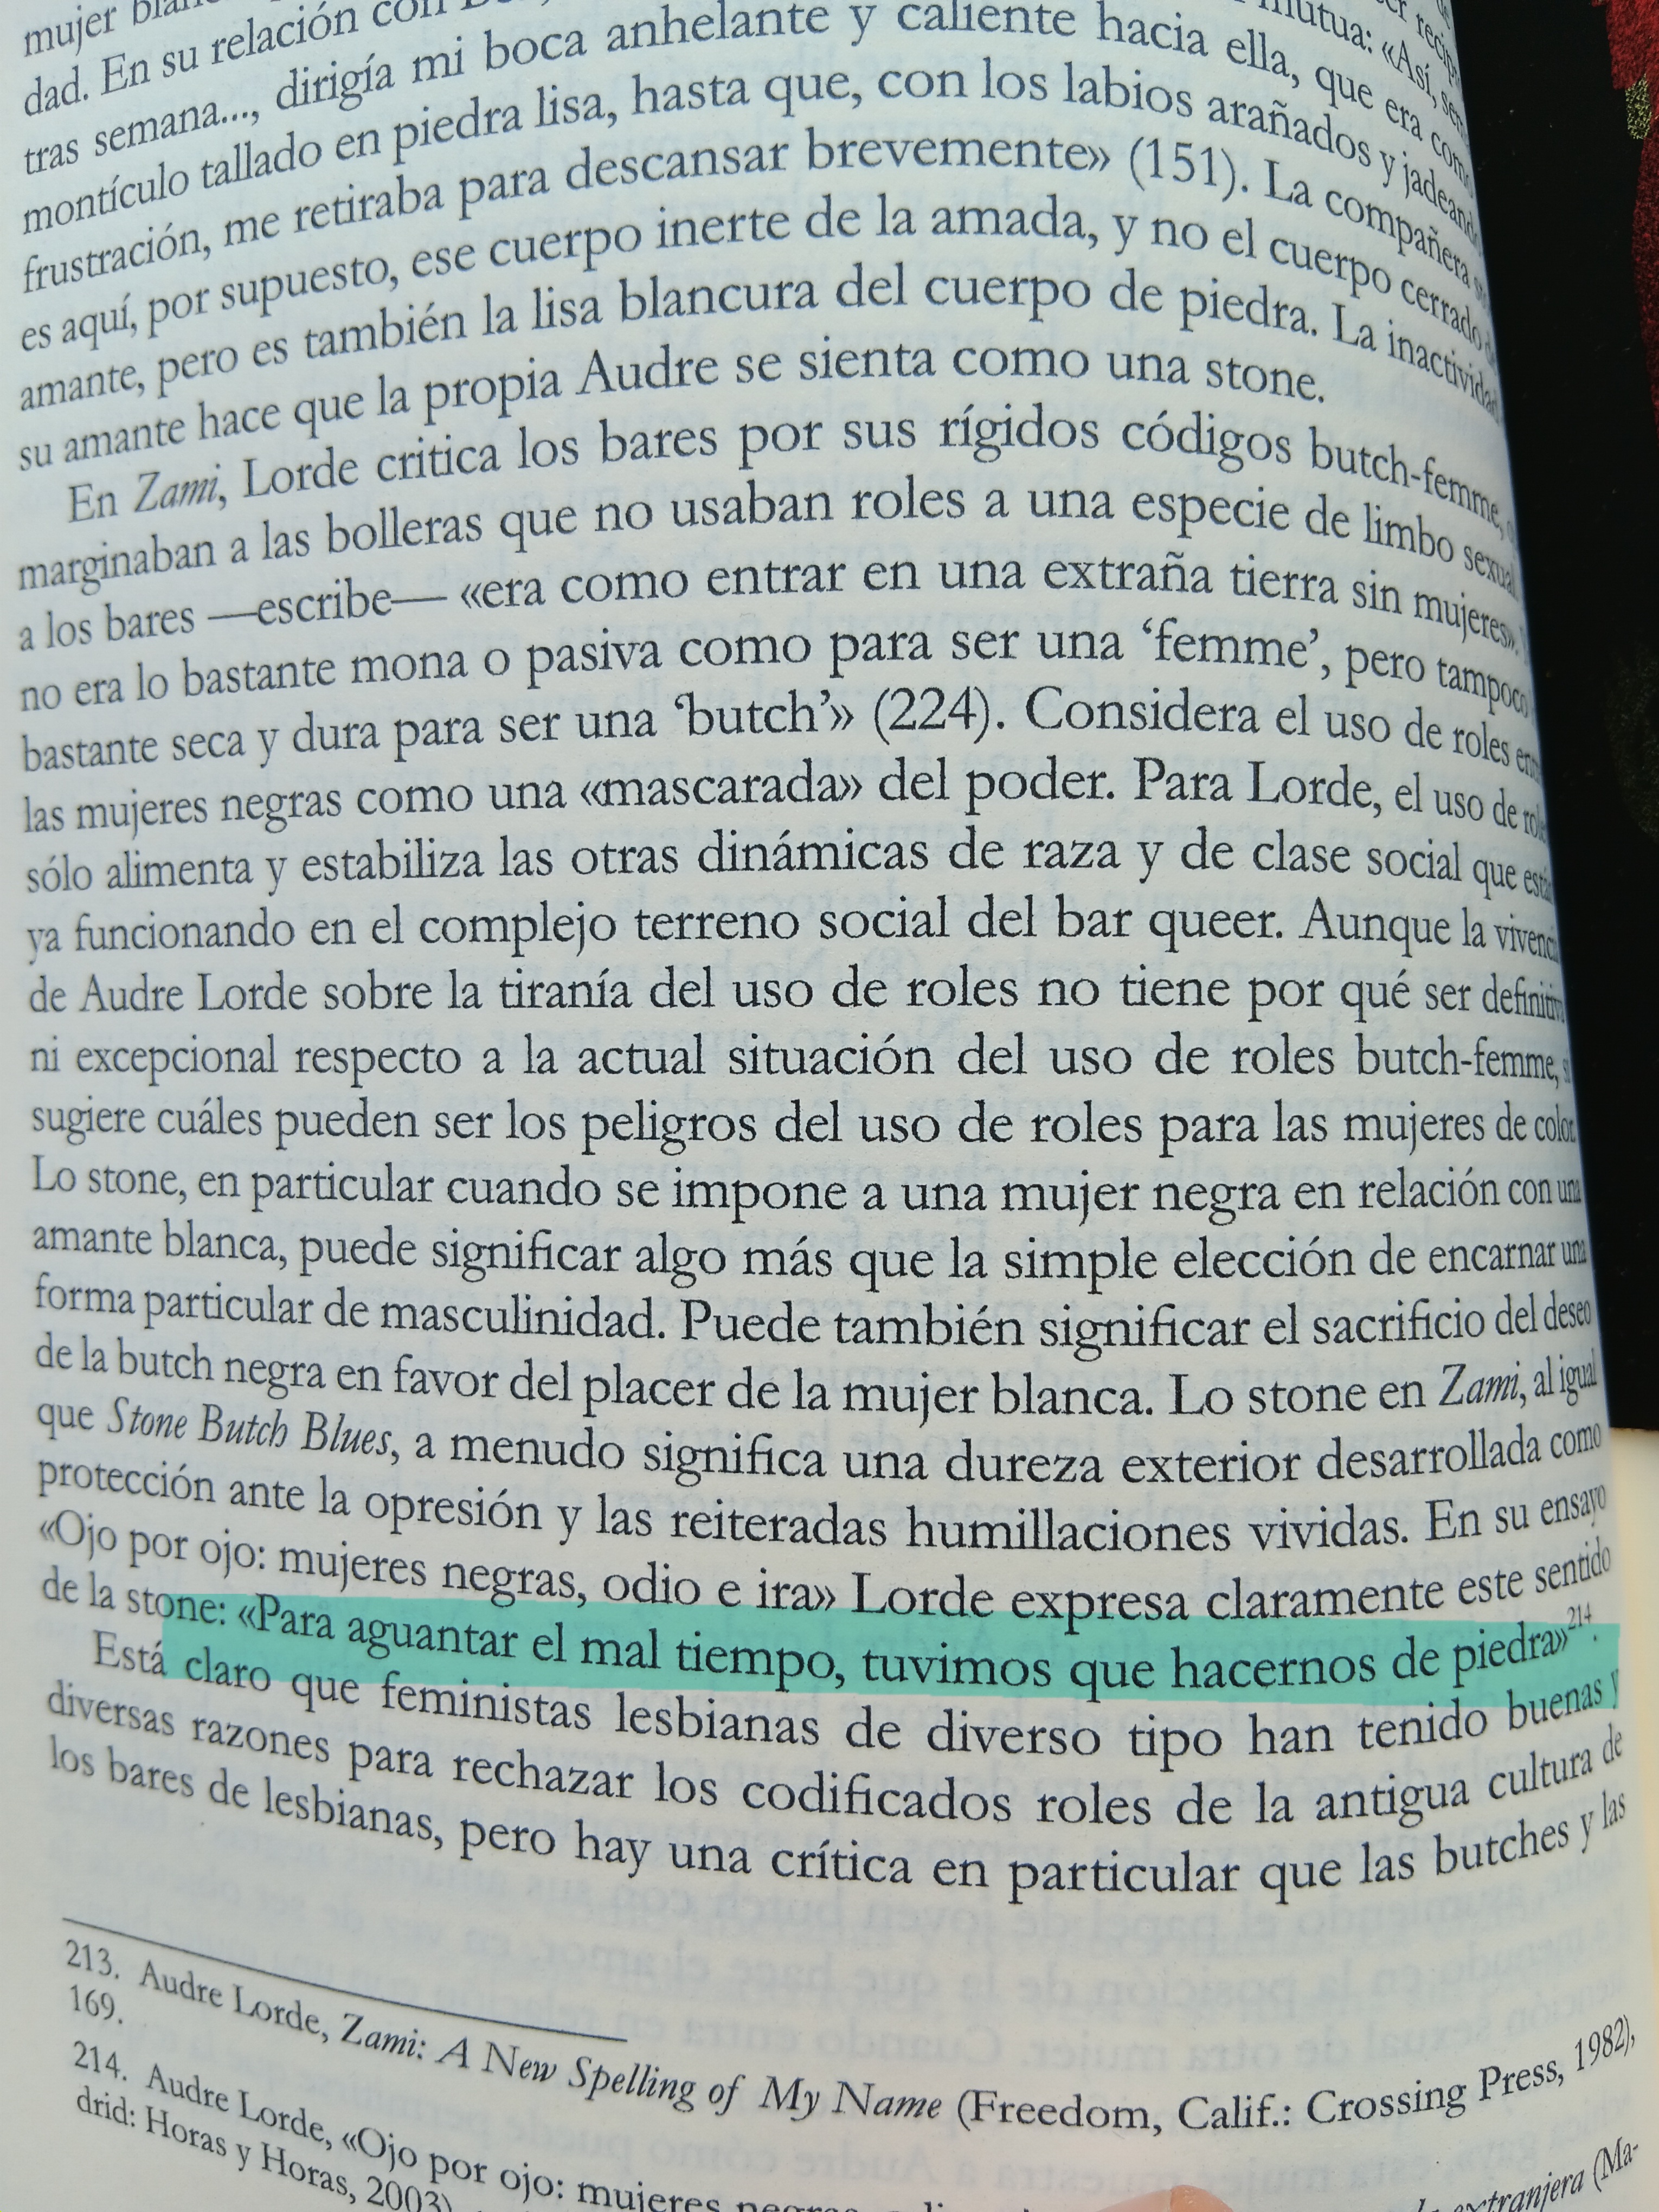 mujer
dad. En su relación con mutua: «Así,
tras semana..., dirigía mi boca anhelante y caliente hacia ella, que era como
montículo tallado en piedra lisa, hasta que, con los labios arañados y jadeando
frustración, me retiraba para descansar brevemente» (151). La compañera
es aquí, por supuesto, ese cuerpo inerte de la amada, y no el cuerpo cerrado
amante, pero es también la lisa blancura del cuerpo de piedra. La inactividad
su amante hace que la propia Audre se sienta como una stone.
En Zami, Lorde critica los bares por sus rígidos códigos butch-femme,
marginaban a las bolleras que no usaban roles a una especie de limbo sexual
a los bares —escribe— «era como entrar en una extraña tierra sin mujeres».
no era lo bastante mona o pasiva como para ser una ‘femme’, pero tampoco
bastante seca y dura para ser una ‘butch’» (224). Considera el uso de roles
las mujeres negras como una «mascarada» del poder. Para Lorde, el uso de
sólo alimenta y estabiliza las otras dinámicas de raza y de clase social que
ya funcionando en el complejo terreno social del bar queer. Aunque la
de Audre Lorde sobre la tiranía del uso de roles no tiene por qué ser
ni excepcional respecto a la actual situación del uso de roles butch-femme,
sugiere cuáles pueden ser los peligros del uso de roles para las mujeres de color.
Lo stone, en particular cuando se impone a una mujer negra en relación con una
amante blanca, puede significar algo más que la simple elección de encarnar una
forma particular de masculinidad. Puede también significar el sacrificio del deseo
de la butch negra en favor del placer de la mujer blanca. Lo stone en Zami, al igual
que Stone Butch Blues, a menudo significa una dureza exterior desarrollada como
protección ante la opresión y las reiteradas humillaciones vividas. En su ensayo
«Ojo por ojo: mujeres negras, odio e ira» Lorde expresa claramente este sentido
de la stone: «Para aguantar el mal tiempo, tuvimos que hacernos de piedra»214.
Está claro que feministas lesbianas de diverso tipo han tenido buenas y
diversas razones para rechazar los codificados roles de la antigua cultura de
los bares de lesbianas, pero hay una crítica en particular que las butches y las
213. Audre Lorde, Zami: A New Spelling of My Name (Freedom, Calif.: Crossing Press, 1982),
169.
214. Audre Lorde, «Ojo por ojo: mujeres extranjera (Ma-
drid: Horas y Horas, 2003)